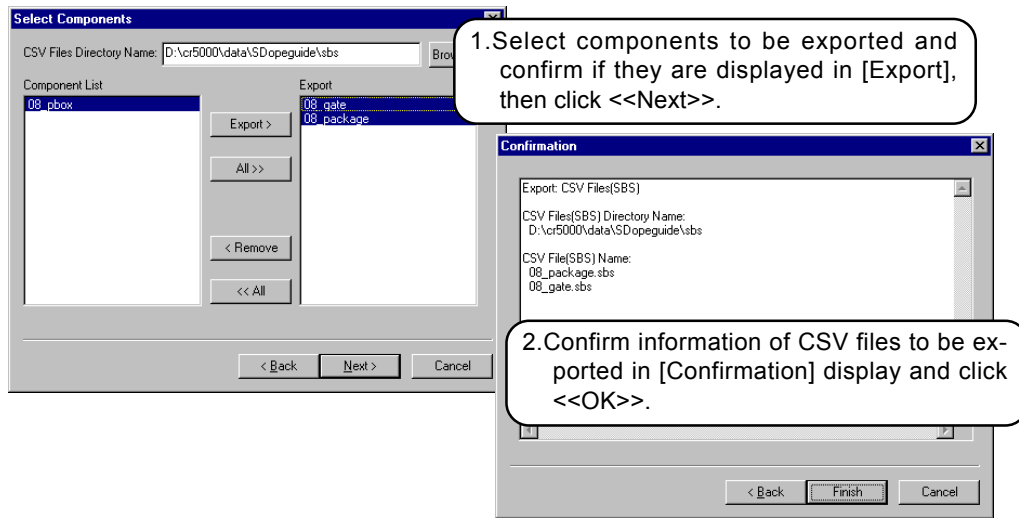 Select Components
CSV Files Directory Name: D:\cr5000\data\SDopeguide\sbs
Component List
Export
08_pbox
08_gate
08_package
Export >
All >>
< Remove
<< All
< Back Next > Cancel
1.Select components to be exported and
confirm if they are displayed in [Export],
then click <<Next>>.
Confirmation
Export: CSV Files(SBS)
CSV Files(SBS) Directory Name:
D:\cr5000\data\SDopeguide\sbs
CSV File(SBS) Name:
08_package.sbs
08_gate.sbs
2.Confirm information of CSV files to be ex-
ported in [Confirmation] display and click
<<OK>>.
< Back Finish Cancel